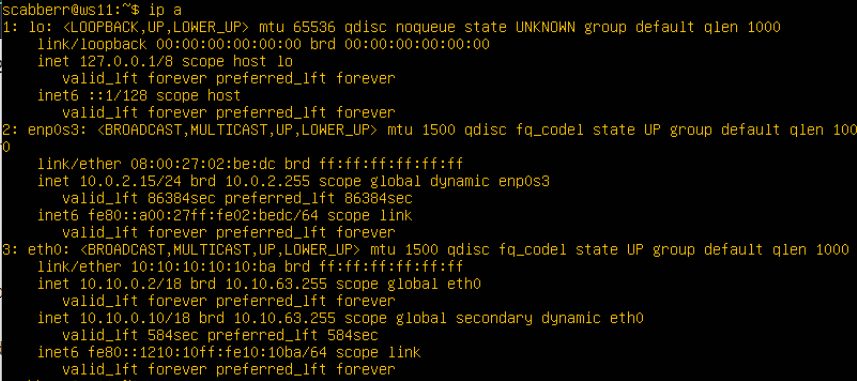 scaberr@ws11:~$ ip a
1: lo: <LOOPBACK,UP,LOWER_UP> mtu 65536 qdisc noqueue state UNKNOWN group default qlen 1000
link/loopback 00:00:00:00:00:00 brd 00:00:00:00:00:00
inet 127.0.0.1/8 scope host lo
valid_lft forever preferred_lft forever
inet6 ::1/128 scope host
valid_lft forever preferred_lft forever
2: enp0s3: <BROADCAST,MULTICAST,UP,LOWER_UP> mtu 1500 qdisc fq_codel state UP group default qlen 100
0
link/ether 08:00:27:02:be:dc brd ff:ff:ff:ff:ff:ff
inet 10.0.2.15/24 brd 10.0.2.255 scope global dynamic enp0s3
valid_lft 86384sec preferred_lft 86384sec
inet6 fe80::a00:27ff:fe02:bedc/64 scope link
valid_lft forever preferred_lft forever
3: eth0: <BROADCAST,MULTICAST,UP,LOWER_UP> mtu 1500 qdisc fq_codel state UP group default qlen 1000
link/ether 10:10:10:10:10:ba brd ff:ff:ff:ff:ff:ff
inet 10.10.0.2/18 brd 10.10.63.255 scope global eth0
valid_lft forever preferred_lft forever
inet 10.10.0.10/18 brd 10.10.63.255 scope global secondary dynamic eth0
valid_lft 584sec preferred_lft 584sec
inet6 fe80::1210:10ff:fe10:10ba/64 scope link
valid_lft forever preferred_lft forever